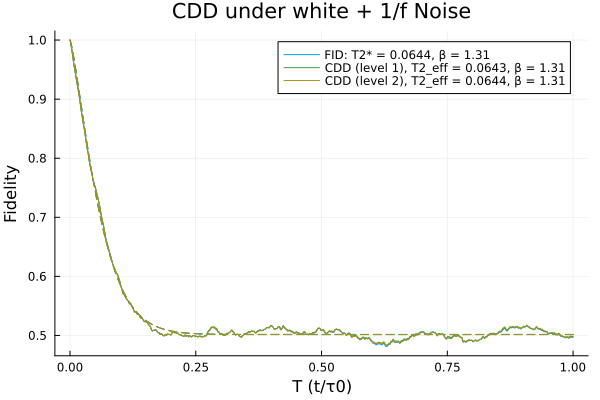 CDD under white + 1/f Noise
FID: T2* = 0.0644, β = 1.31
CDD (level 1), T2_eff = 0.0643, β = 1.31
CDD (level 2), T2_eff = 0.0644, β = 1.31
Fidelity
1.0
0.9
0.8
0.7
0.6
0.5
0.00
0.25
0.50
0.75
1.00
T (t/τ0)